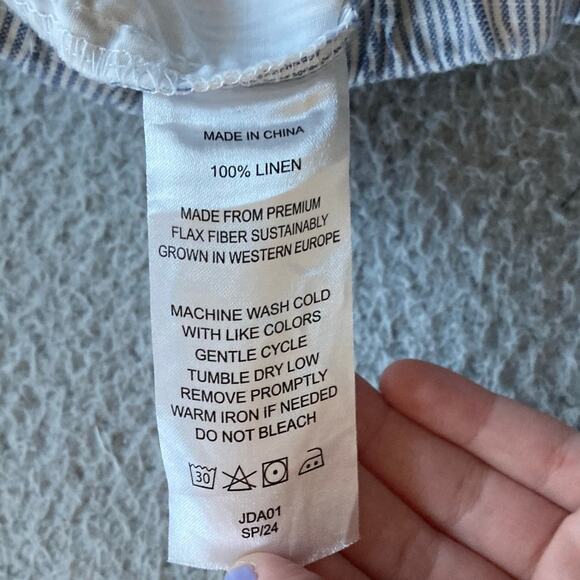 MADE IN CHINA
100% LINEN
MADE FROM PREMIUM
FLAX FIBER SUSTAINABLY
GROWN IN WESTERN EUROPE
MACHINE WASH COLD
WITH LIKE COLORS
GENTLE CYCLE
TUMBLE DRY LOW
REMOVE PROMPTLY
WARM IRON IF NEEDED
DO NOT BLEACH
30
JDA01
SP/24